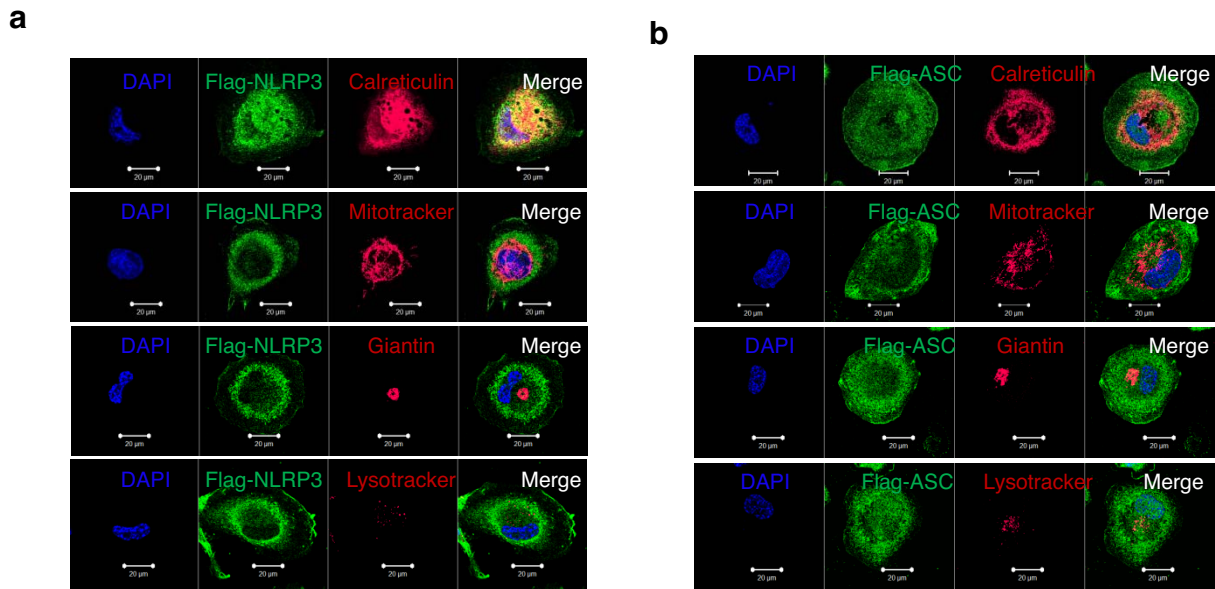 a
DAPI Flag-NLRP3 Calreticulin Merge
20 µm 20 µm 20 µm 20 µm
DAPI Flag-NLRP3 Mitotracker Merge
20 µm 20 µm 20 µm 20 µm
DAPI Flag-NLRP3 Giantin Merge
20 µm 20 µm 20 µm 20 µm
DAPI Flag-NLRP3 Lysotracker Merge
20 µm 20 µm 20 µm 20 µm
b
DAPI Flag-ASC Calreticulin Merge
20 µm 20 µm 20 µm 20 µm
DAPI Flag-ASC Mitotracker Merge
20 µm 20 µm 20 µm 20 µm
DAPI Flag-ASC Giantin Merge
20 µm 20 µm 20 µm 20 µm
DAPI Flag-ASC Lysotracker Merge
20 µm 20 µm 20 µm 20 µm